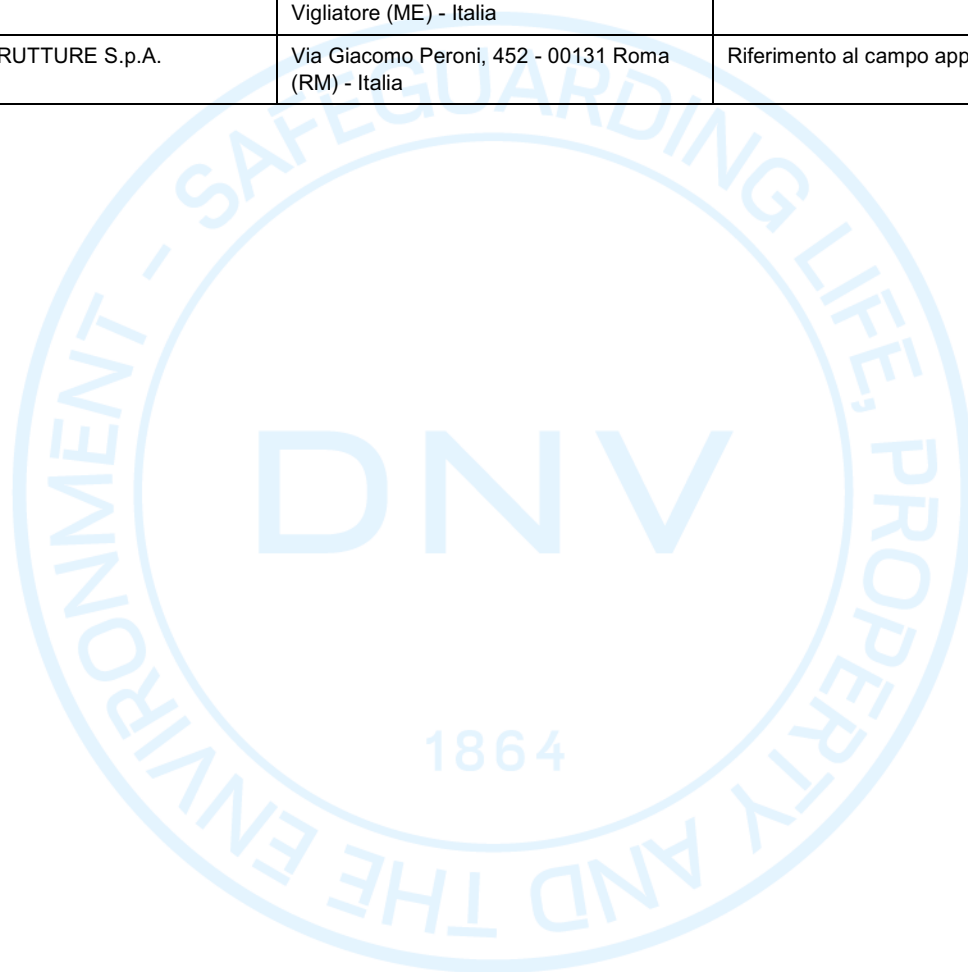 Vigliatore (ME) - Italia
RUTTURE S.p.A.
Via Giacomo Peroni, 452 - 00131 Roma
(RM) - Italia
Riferimento al campo app
SAFEGUARDING LIFE, PROPERTY AND THE ENVIRONMENT -
DNV
1864